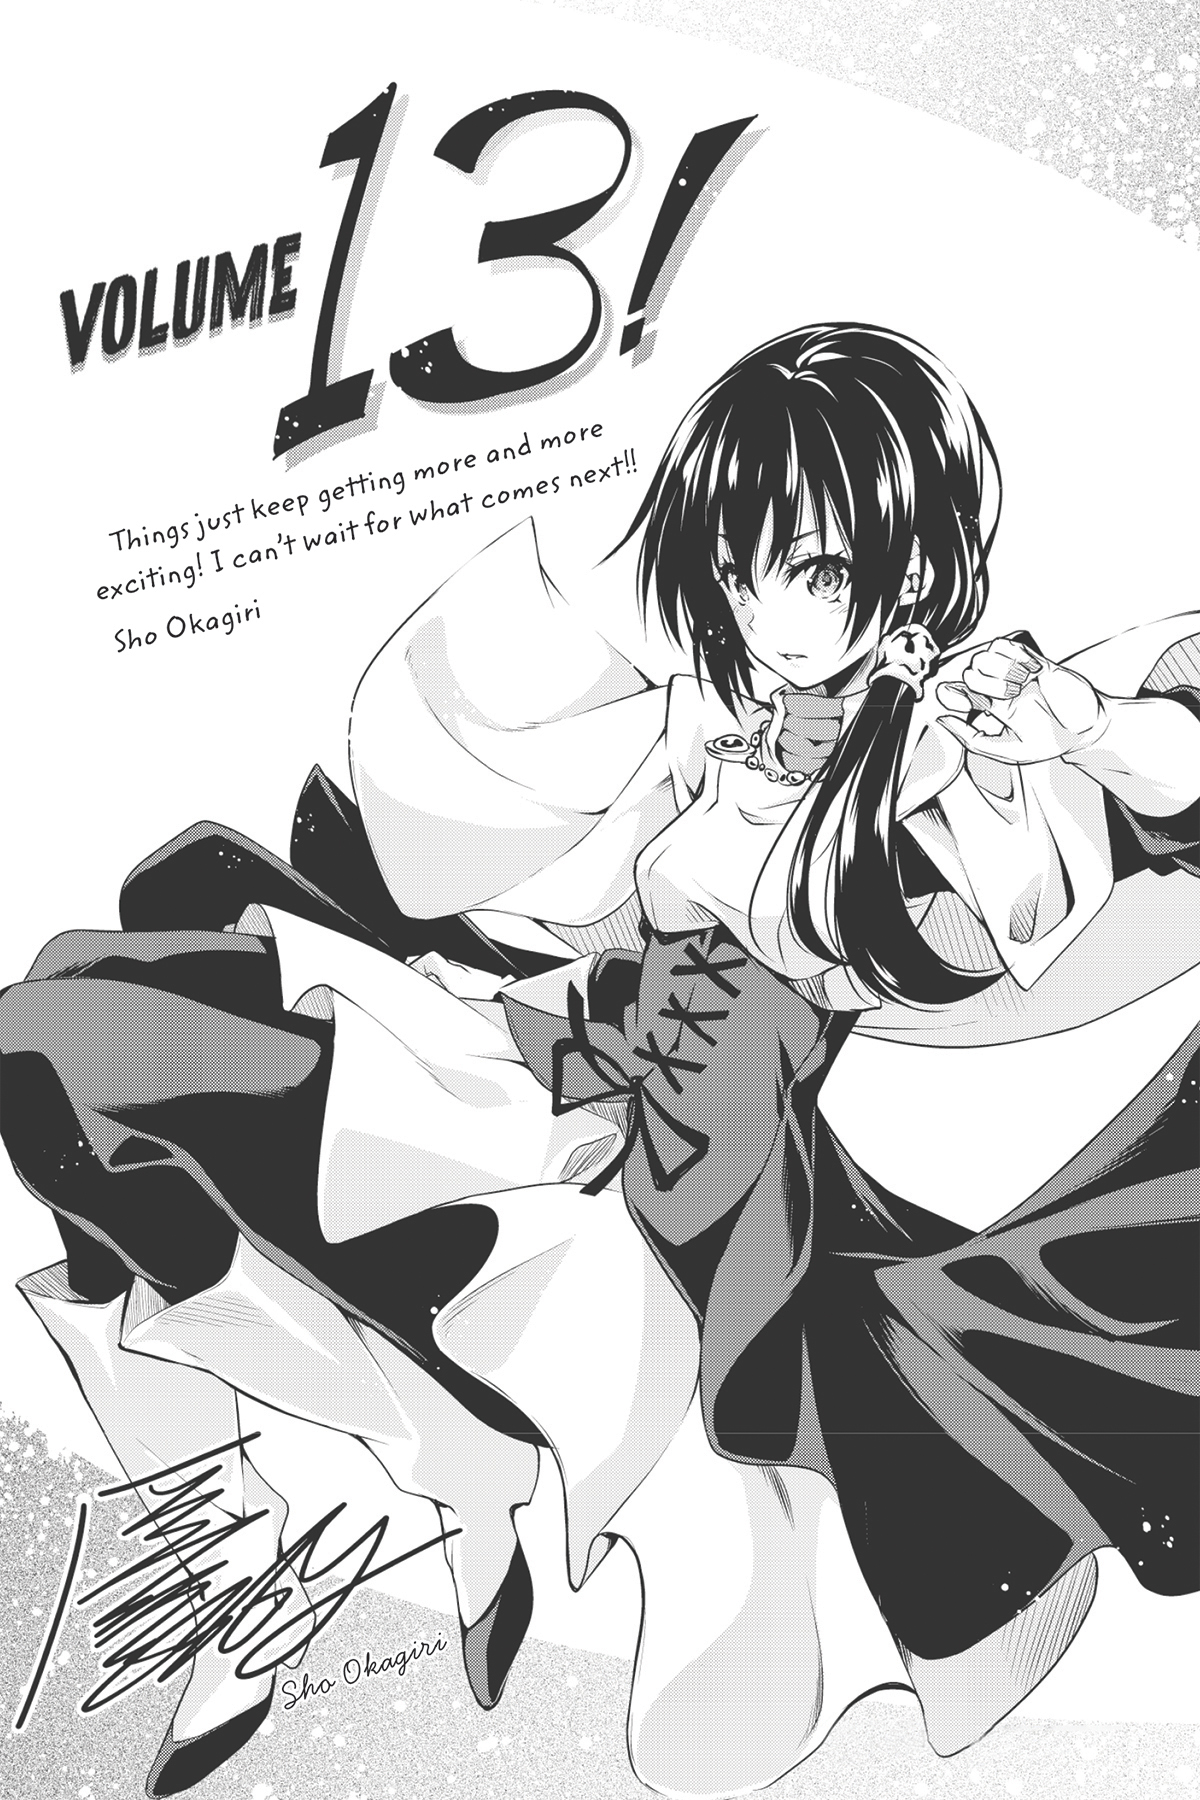 VOLUME 13!
Things just keep getting more and more
exciting! I can't wait for what comes next!!
Sho Okagiri
Sho Okagiri